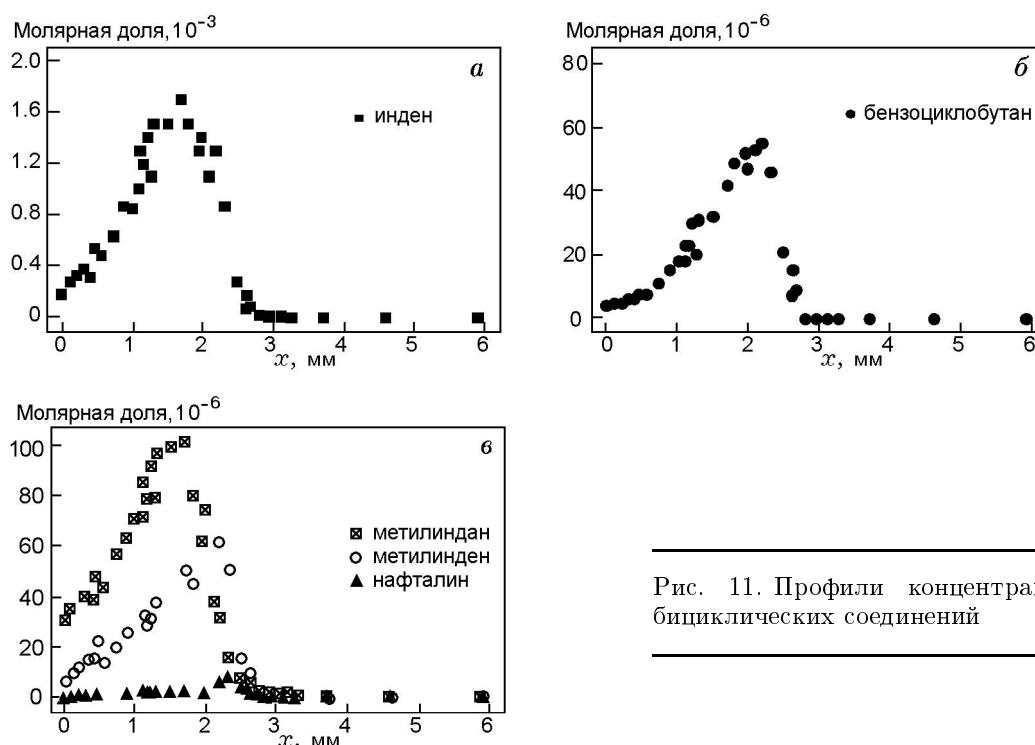 Молярная доля, 10⁻³
2.0
1.6
1.2
0.8
0.4
0
0 1 2 3 4 5 6
x, мм
а
инден
Молярная доля, 10⁻⁶
80
60
40
20
0
0 1 2 3 4 5 6
x, мм
б
бензоциклобутан
Молярная доля, 10⁻⁶
100
80
60
40
20
0
0 1 2 3 4 5 6
x, мм
в
метилиндан
метилинден
нафталин
Рис. 11. Профили
бициклических соединений